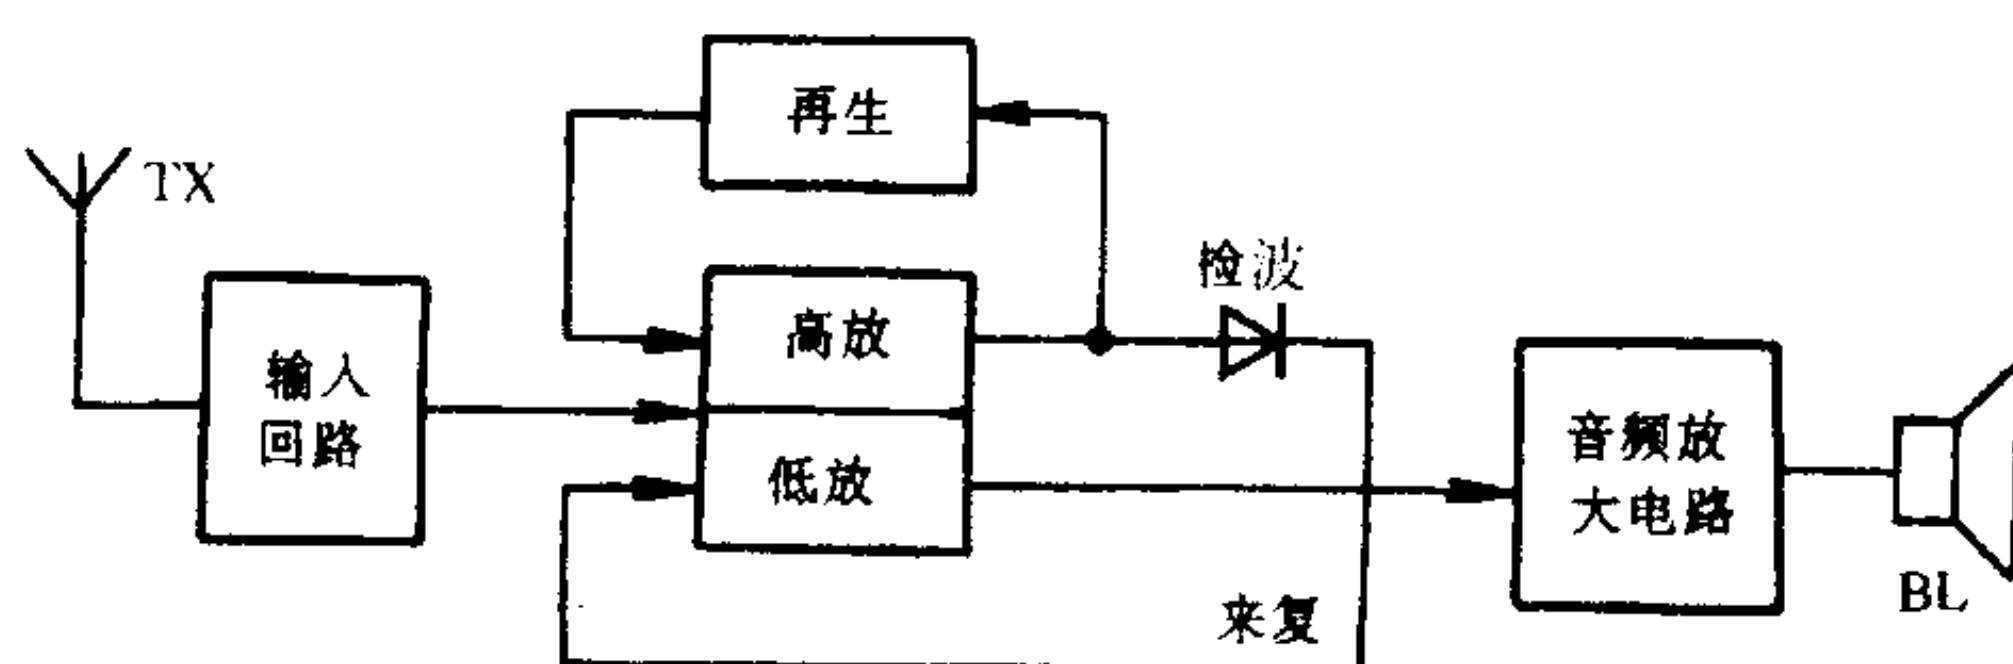 再生
TX
检波
高放
输入
回路
低放
音频放
大电路
来复
BL